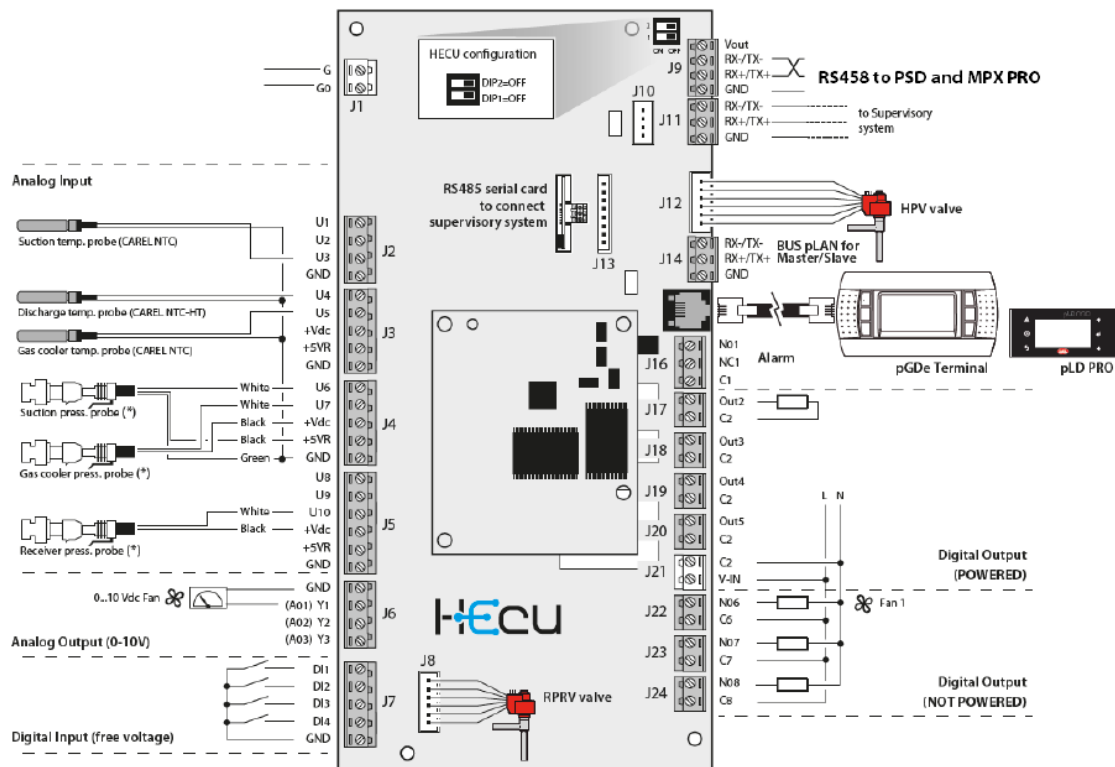 HECU configuration
DIP2=OFF
DIP1=OFF
2
1
ON OFF
G
G0
J1
Analog Input
Suction temp. probe (CAREL NTC)
U1
U2
U3
GND
J2
Discharge temp. probe (CAREL NTC-HT)
Gas cooler temp. probe (CAREL NTC)
U4
U5
+Vdc
+5VR
GND
J3
Suction press. probe (*)
Gas cooler press. probe (*)
White
White
Black
Black
Green
U6
U7
+Vdc
+5VR
GND
J4
Receiver press. probe (*)
White
Black
U8
U9
U10
+Vdc
+5VR
GND
J5
0...10 Vdc Fan
GND
(A01) Y1
(A02) Y2
(A03) Y3
J6
Analog Output (0-10V)
DI1
DI2
DI3
DI4
GND
J7
Digital Input (free voltage)
J8
RPRV valve
HECU
RS485 serial card
to connect
supervisory system
J13
J10
J9
Vout
RX-/TX-
RX+/TX+
GND
RS458 to PSD and MPX PRO
J11
RX-/TX-
RX+/TX+
GND
to Supervisory
system
J12
HPV valve
J14
RX-/TX-
RX+/TX+
GND
BUS pLAN for
Master/Slave
pGDe Terminal
pLD PRO
J16
No1
NC1
C1
Alarm
J17
Out2
C2
J18
Out3
C2
J19
Out4
C2
J20
Out5
C2
L N
J21
C2
V-IN
Digital Output
(POWERED)
J22
N06
C6
Fan 1
J23
N07
C7
J24
N08
C8
Digital Output
(NOT POWERED)